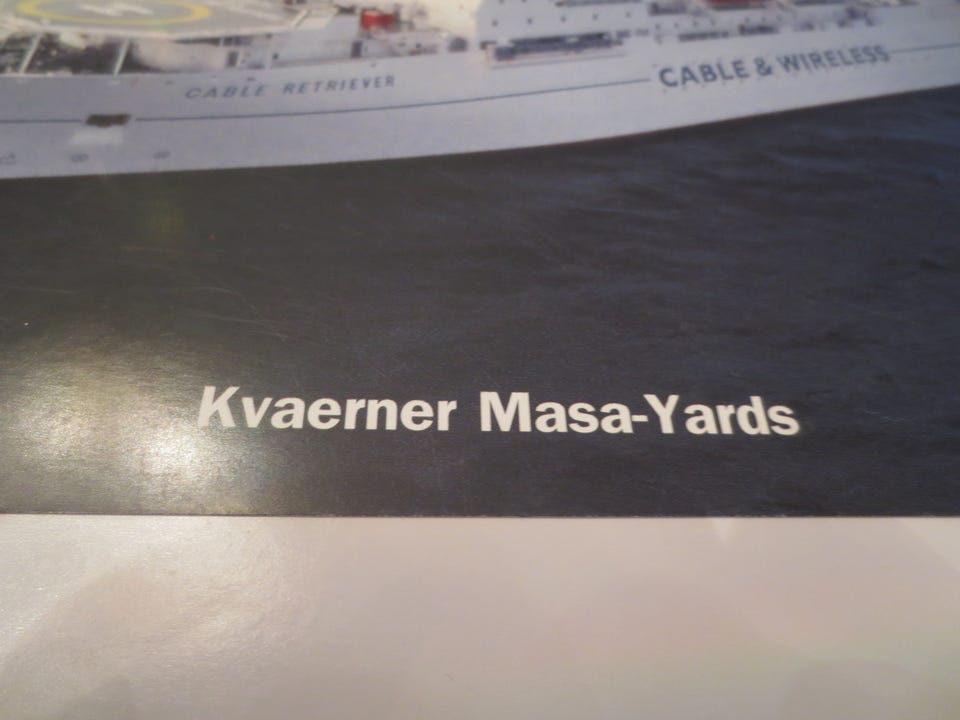 CABLE RETRIEVER
CABLE & WIRELESS
Kvaerner Masa-Yards